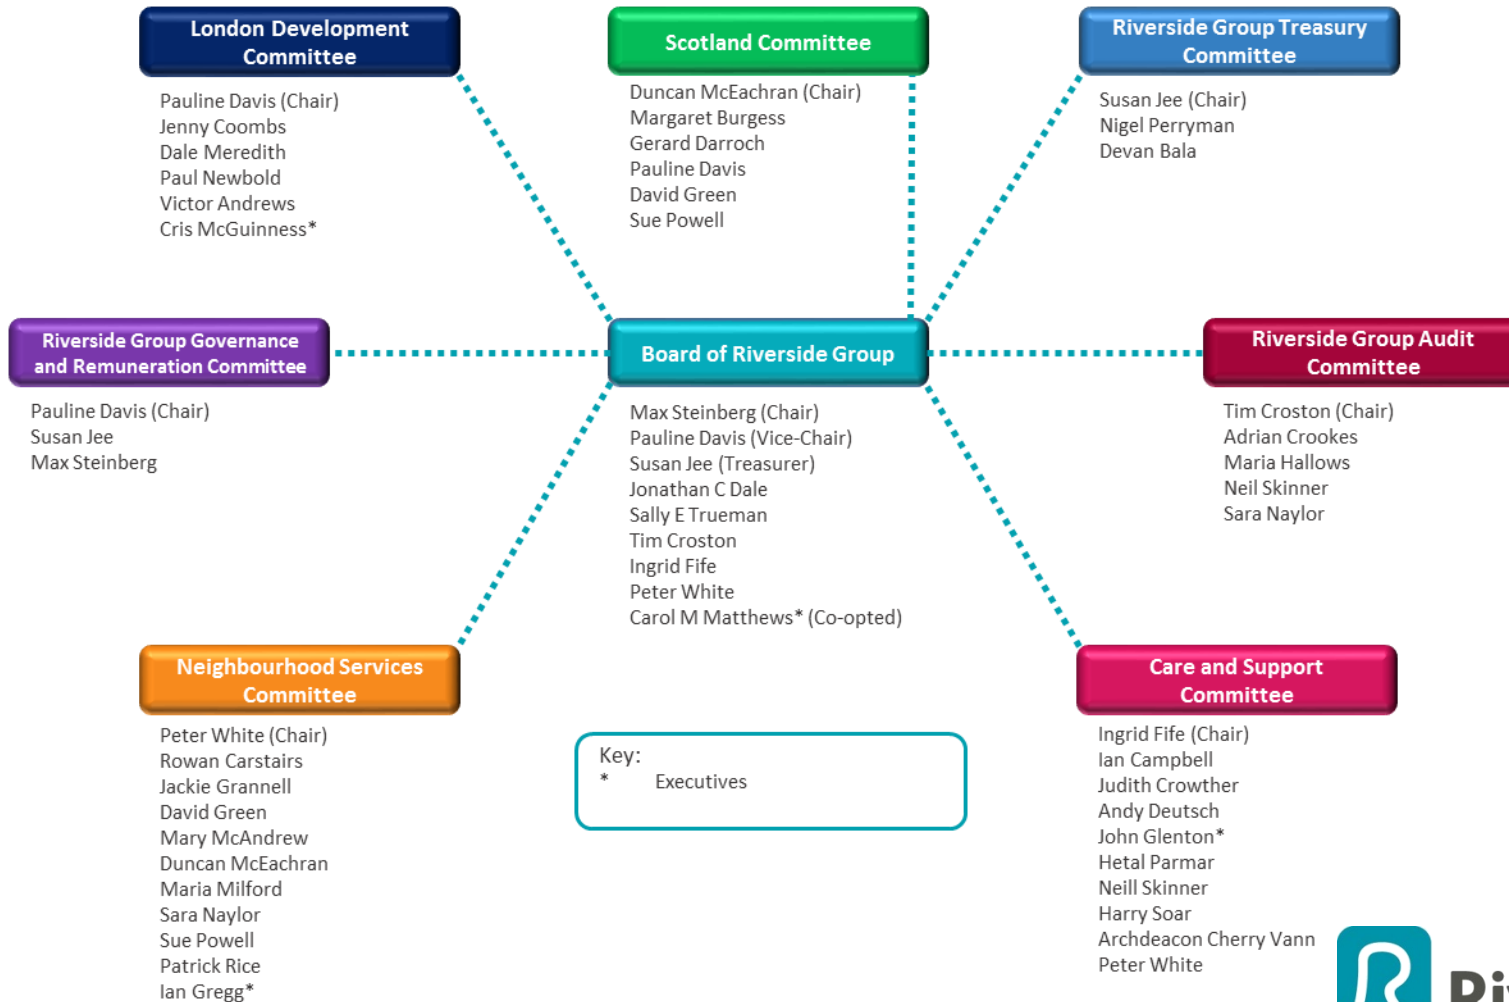 London Development
Committee
Pauline Davis (Chair)
Jenny Coombs
Dale Meredith
Paul Newbold
Victor Andrews
Cris McGuinness*
Scotland Committee
Duncan McEachran (Chair)
Margaret Burgess
Gerard Darroch
Pauline Davis
David Green
Sue Powell
Riverside Group Treasury
Committee
Susan Jee (Chair)
Nigel Perryman
Devan Bala
Riverside Group Governance
and Remuneration Committee
Pauline Davis (Chair)
Susan Jee
Max Steinberg
Board of Riverside Group
Max Steinberg (Chair)
Pauline Davis (Vice-Chair)
Susan Jee (Treasurer)
Jonathan C Dale
Sally E Trueman
Tim Croston
Ingrid Fife
Peter White
Carol M Matthews* (Co-opted)
Riverside Group Audit
Committee
Tim Croston (Chair)
Adrian Crookes
Maria Hallows
Neil Skinner
Sara Naylor
Neighbourhood Services
Committee
Peter White (Chair)
Rowan Carstairs
Jackie Grannell
David Green
Mary McAndrew
Duncan McEachran
Maria Milford
Sara Naylor
Sue Powell
Patrick Rice
Ian Gregg*
Key:
* Executives
Care and Support
Committee
Ingrid Fife (Chair)
Ian Campbell
Judith Crowther
Andy Deutsch
John Glenton*
Hetal Parmar
Neill Skinner
Harry Soar
Archdeacon Cherry Vann
Peter White